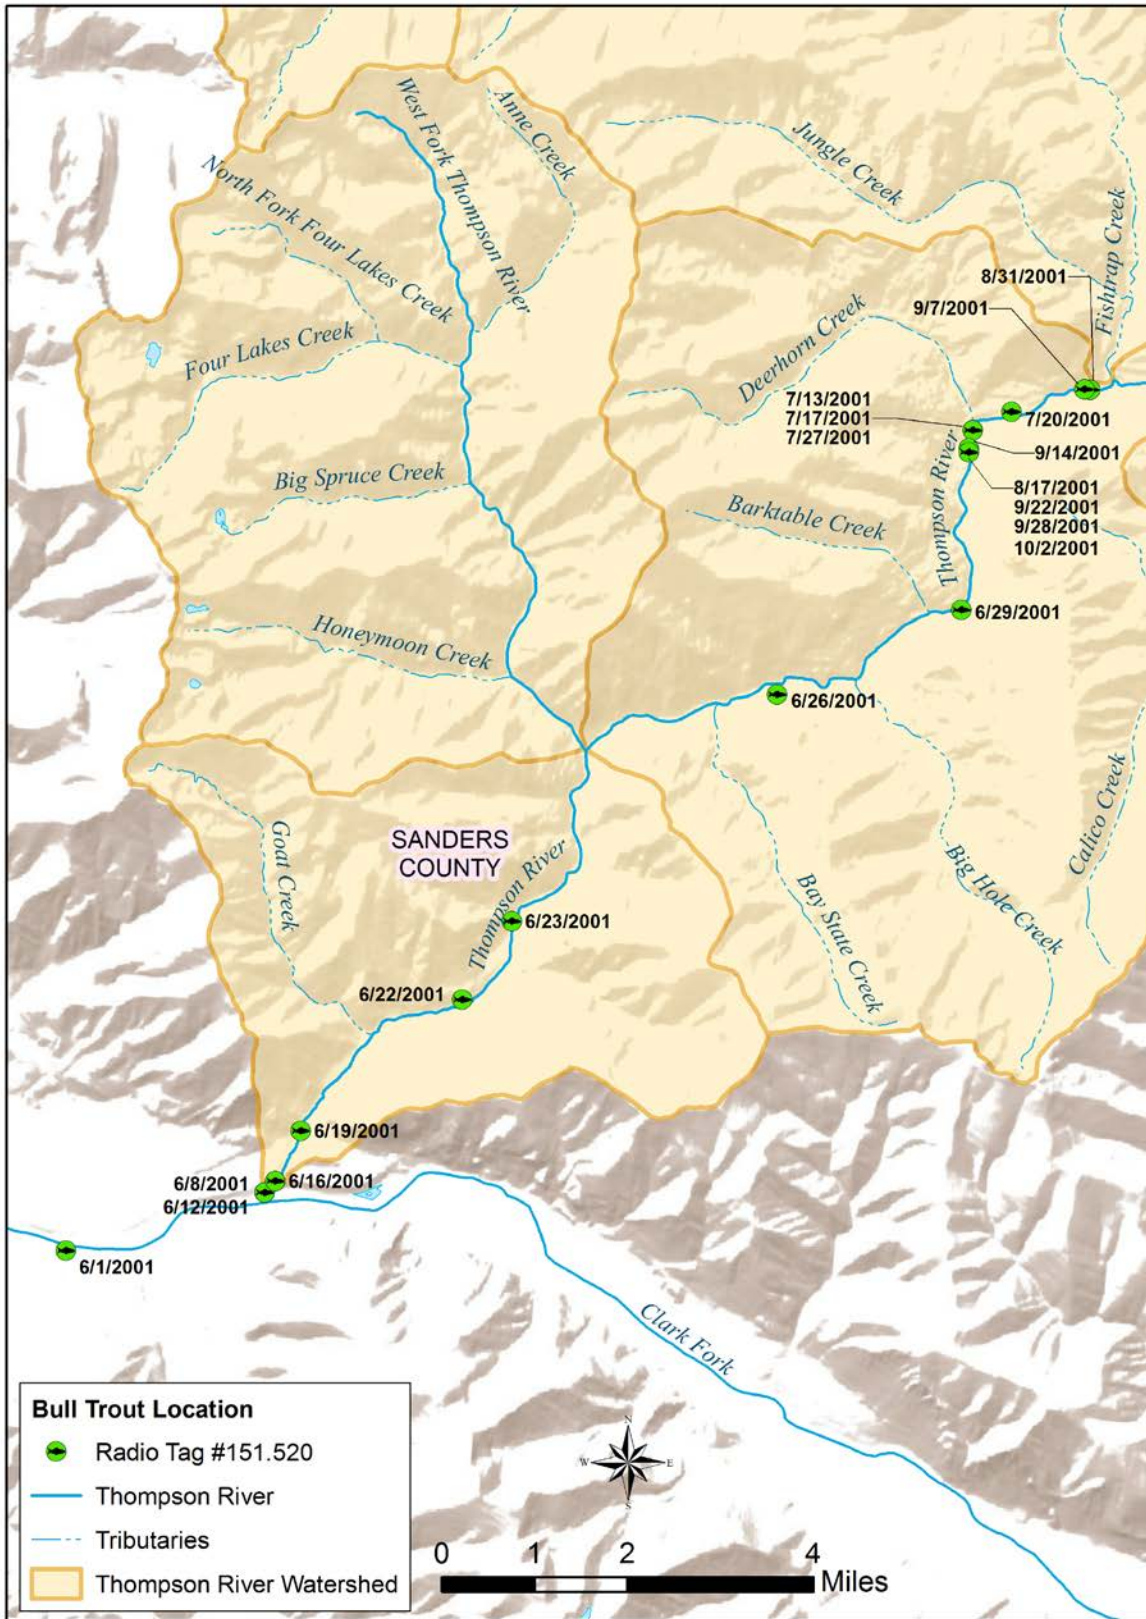 West Fork Thompson River
Anne Creek
Jungle Creek
North Fork Four Lakes Creek
Fishtrap Creek
8/31/2001
9/7/2001
Four Lakes Creek
Deerhorn Creek
7/13/2001
7/17/2001
7/27/2001
7/20/2001
Thompson River
9/14/2001
Big Spruce Creek
8/17/2001
9/22/2001
9/28/2001
10/2/2001
Barktable Creek
6/29/2001
Honeymoon Creek
6/26/2001
Calico Creek
Goat Creek
SANDERS
COUNTY
Thompson River
Bay State Creek
Big Hole Creek
6/23/2001
6/22/2001
6/19/2001
6/8/2001
6/16/2001
6/12/2001
6/1/2001
Clark Fork
Bull Trout Location
Radio Tag #151.520
Thompson River
Tributaries
Thompson River Watershed
N
W
E
S
0 1 2 4
Miles